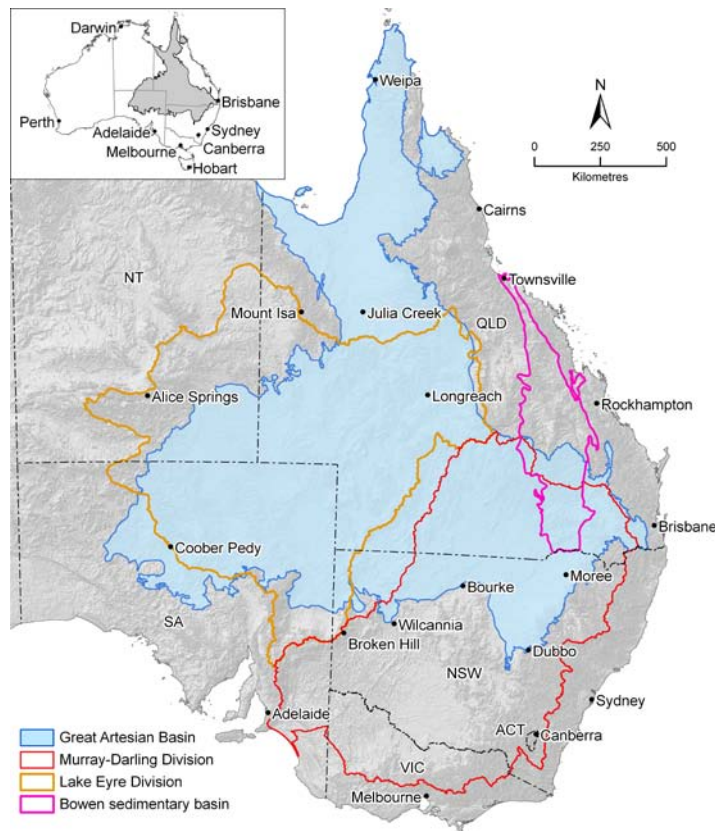 Darwin
Brisbane
Perth
Adelaide
Sydney
Melbourne
Canberra
Hobart
N
0 250 500
Kilometres
Weipa
Cairns
NT
Townsville
Mount Isa
Julia Creek
QLD
Alice Springs
Longreach
Rockhampton
Brisbane
Coober Pedy
Moree
Bourke
SA
Wilcannia
Broken Hill
Dubbo
NSW
Sydney
Adelaide
ACT
Canberra
VIC
Melbourne
Great Artesian Basin
Murray-Darling Division
Lake Eyre Division
Bowen sedimentary basin